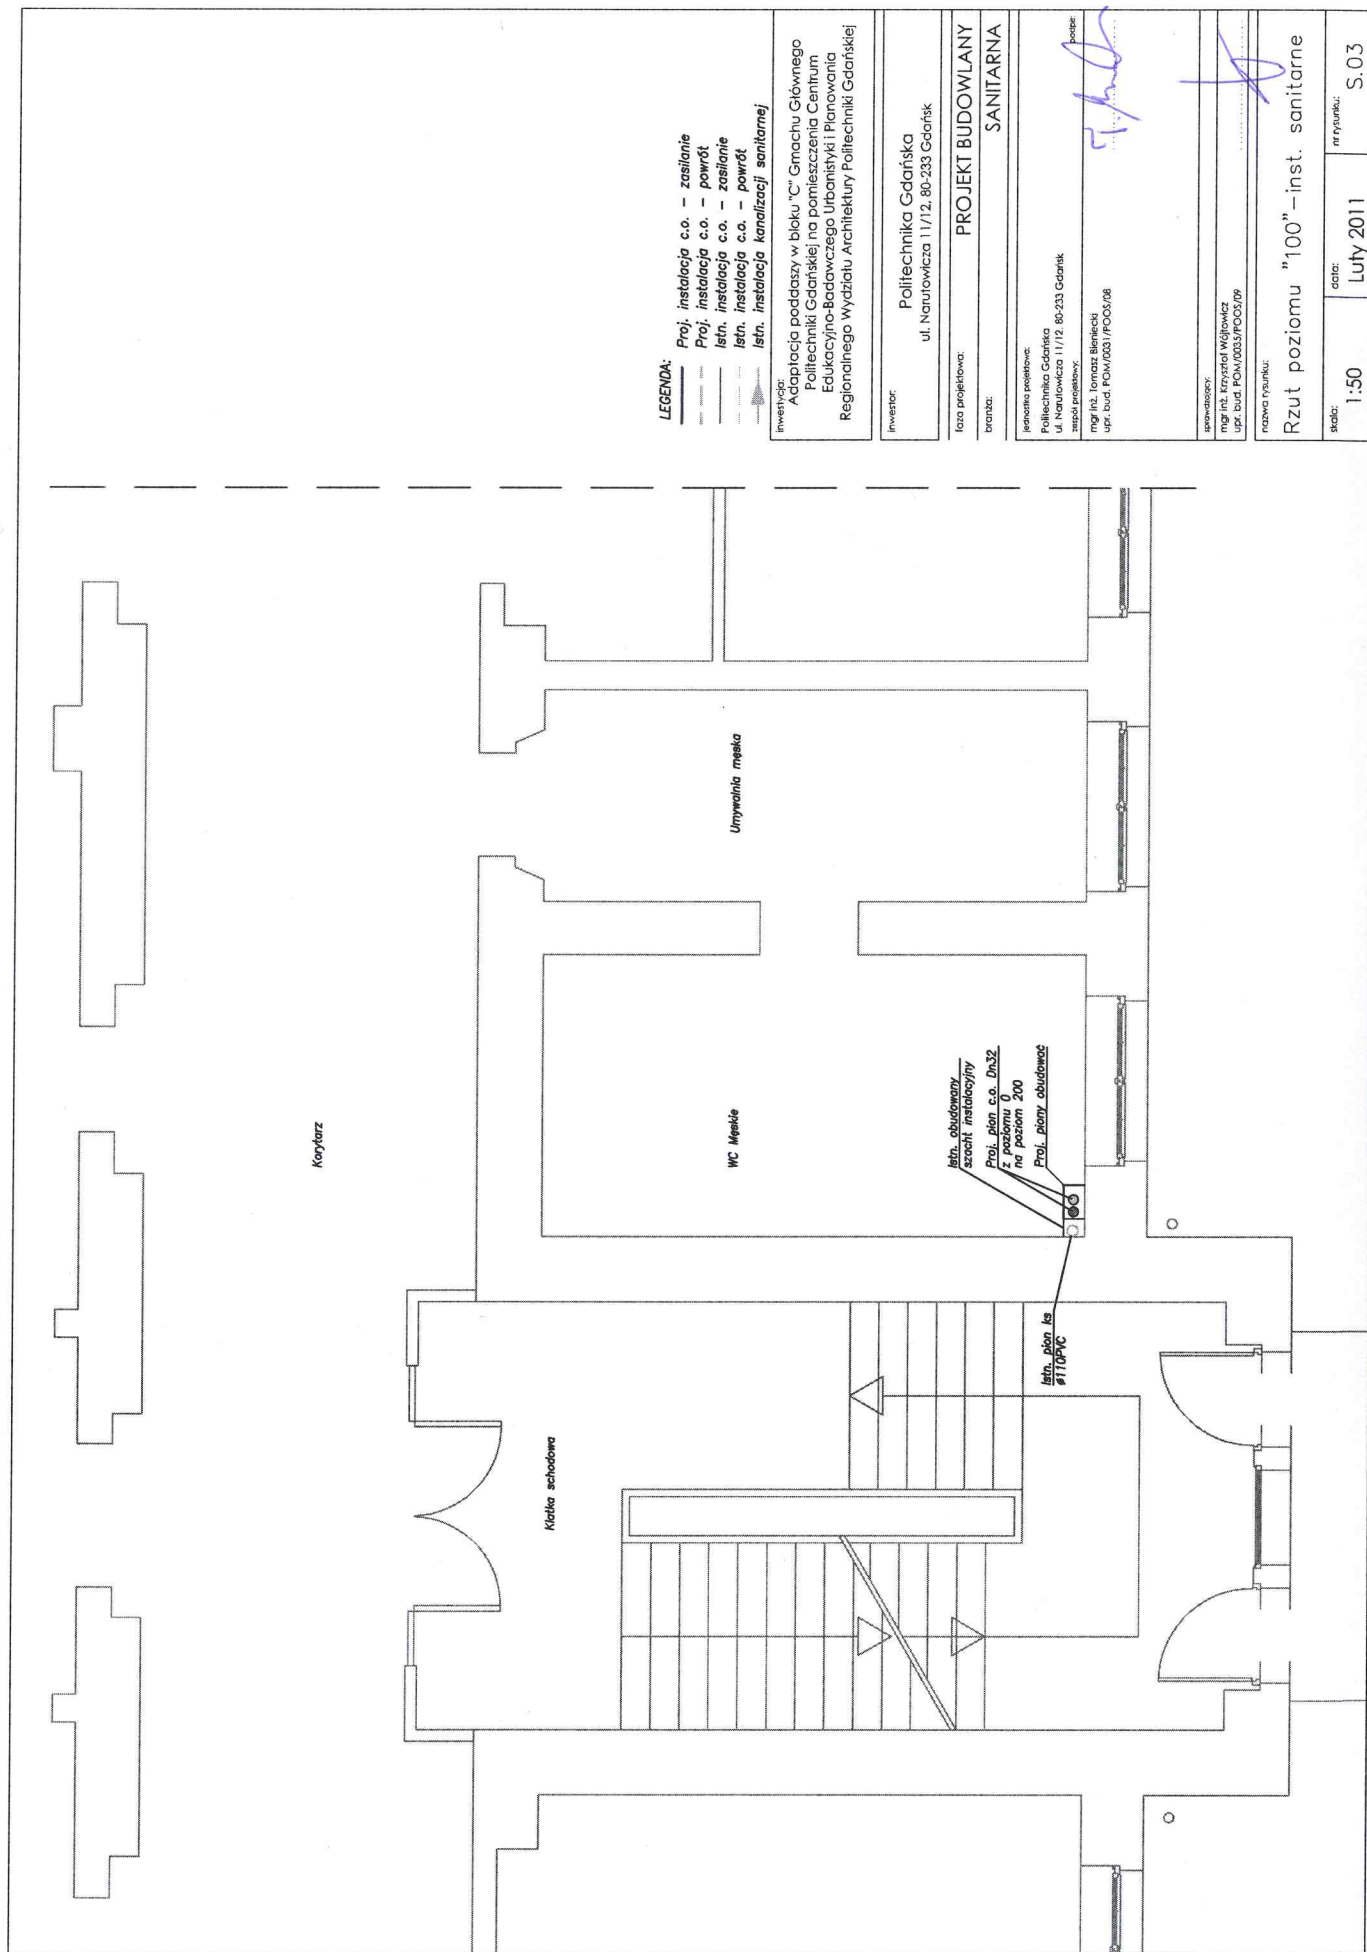 Korytarz
Klatka schodowa
WC Męskie
Umywalnia męska
Istn. obudowany
szacht instalacyjny
Proj. pion c.o. Dn32
z poziomu 0
na poziom 200
Proj. piony obudować
Istn. pion ks
ø110PVC
LEGENDA:
Proj. instalacja c.o. - zasilanie
Proj. instalacja c.o. - powrót
Istn. instalacja c.o. - zasilanie
Istn. instalacja c.o. - powrót
Istn. instalacja kanalizacji sanitarnej
inwestycja:
Adaptacja poddaszy w bloku "C" Gmachu Głównego
Politechniki Gdańskiej na pomieszczenia Centrum
Edukacyjno-Badawczego Urbanistyki i Planowania
Regionalnego Wydziału Architektury Politechniki Gdańskiej
inwestor:
Politechnika Gdańska
ul. Narutowicza 11/12, 80-233 Gdańsk
faza projektowa:
PROJEKT BUDOWLANY
branża:
SANITARNA
jednostka projektowa:
Politechnika Gdańska
ul. Narutowicza 11/12, 80-233 Gdańsk
zespół projektowy:
podpis:
mgr inż. Tomasz Bieniecki
upr. bud. POM/0031/POOS/08
sprawdzający:
mgr inż. Krzysztof Wójtowicz
upr. bud. POM/0035/POOS/09
nazwa rysunku:
Rzut poziomu "100"-inst. sanitarne
skala:
1:50
data:
Luty 2011
nr rysunku:
S.03